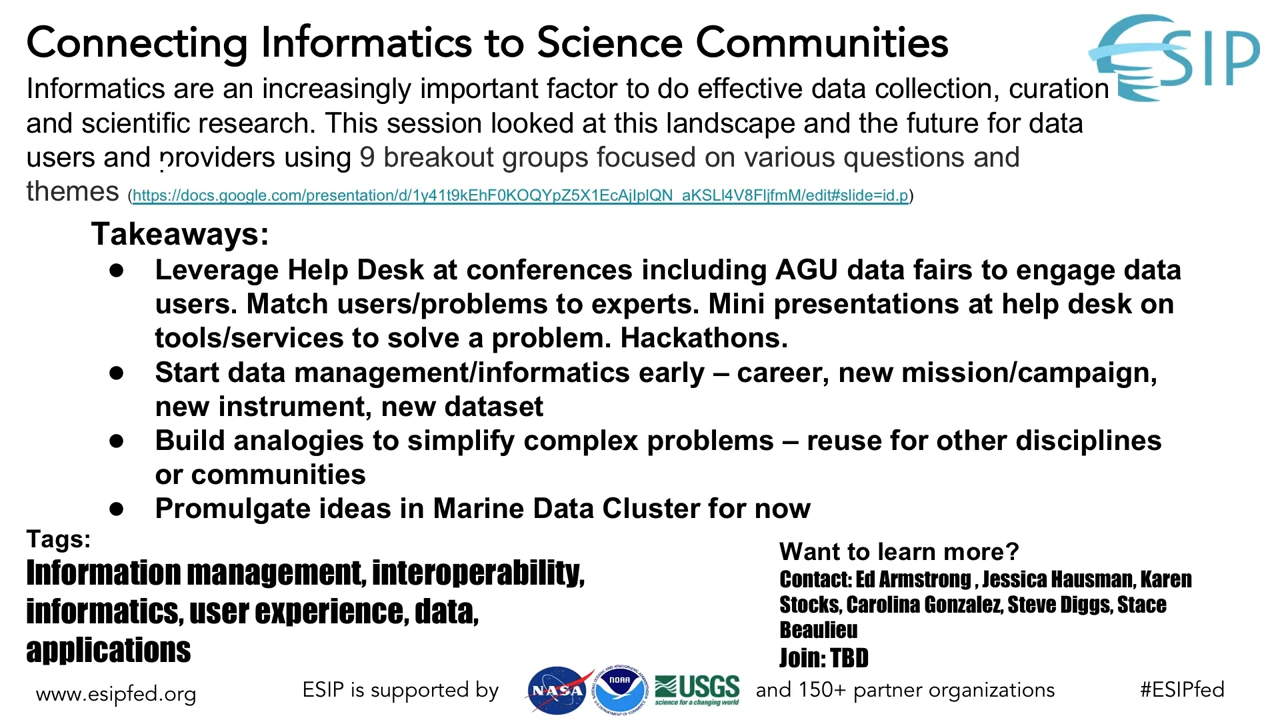 Connecting Informatics to Science Communities
ESIP
Informatics are an increasingly important factor to do effective data collection, curation
and scientific research. This session looked at this landscape and the future for data
users and providers using 9 breakout groups focused on various questions and
themes (https://docs.google.com/presentation/d/1y41t9kEhF0KOQYpZ5X1EcAjIplQN_aKSLl4V8FljfmM/edit#slide=id.p)
Takeaways:
● Leverage Help Desk at conferences including AGU data fairs to engage data
users. Match users/problems to experts. Mini presentations at help desk on
tools/services to solve a problem. Hackathons.
● Start data management/informatics early – career, new mission/campaign,
new instrument, new dataset
● Build analogies to simplify complex problems – reuse for other disciplines
or communities
● Promulgate ideas in Marine Data Cluster for now
Tags:
Information management, interoperability,
informatics, user experience, data,
applications
Want to learn more?
Contact: Ed Armstrong , Jessica Hausman, Karen
Stocks, Carolina Gonzalez, Steve Diggs, Stace
Beaulieu
Join: TBD
www.esipfed.org
ESIP is supported by
NASA
NOAA
USGS
science for a changing world
and 150+ partner organizations
#ESIPfed